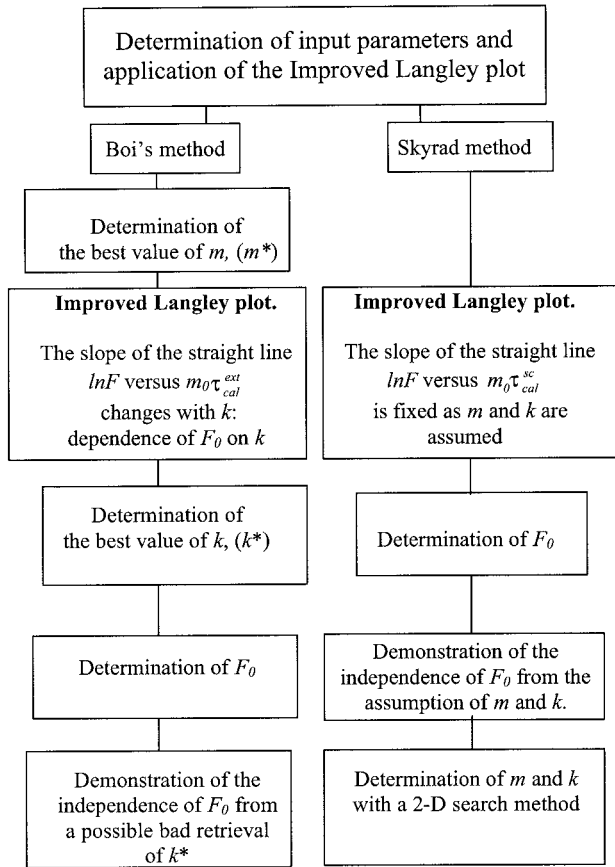 Determination of input parameters and
application of the Improved Langley plot
Boi's method
Determination of
the best value of m, (m*)
Improved Langley plot.
The slope of the straight line
lnF versus m₀τ_cal^ext
changes with k:
dependence of F₀ on k
Determination of
the best value of k, (k*)
Determination of F₀
Demonstration of the
independence of F₀ from
a possible bad retrieval
of k*
Skyrad method
Improved Langley plot.
The slope of the straight line
lnF versus m₀τ_cal^sc
is fixed as m and k are
assumed
Determination of F₀
Demonstration of the
independence of F₀ from the
assumption of m and k.
Determination of m and k
with a 2-D search method